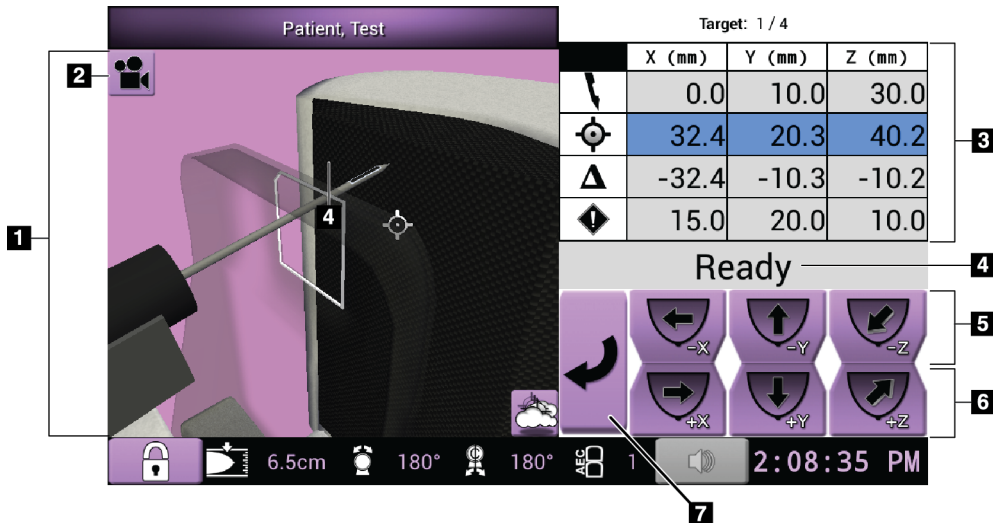 Patient, Test
Target: 1 / 4
X (mm) Y (mm) Z (mm)
0.0 10.0 30.0
32.4 20.3 40.2
Δ -32.4 -10.3 -10.2
! 15.0 20.0 10.0
Ready
-X -Y -Z
+X +Y +Z
6.5cm 180° C 180° AEC 1 2:08:35 PM
1
2
3
4
4
5
6
7